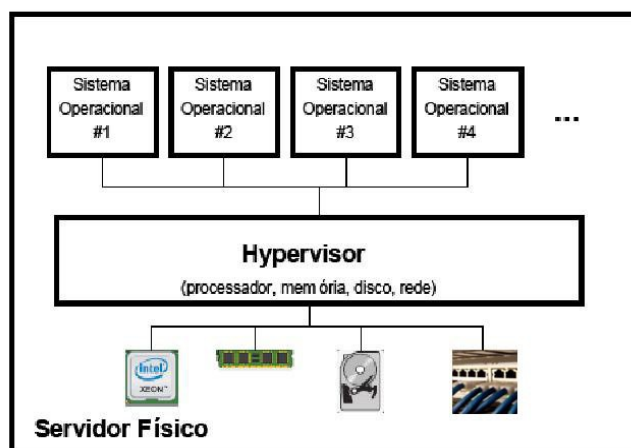 Sistema
Operacional
#1
Sistema
Operacional
#2
Sistema
Operacional
#3
Sistema
Operacional
#4
...
Hypervisor
(processador, mem ória, disco, rede)
intel
XEON™
Servidor Físico